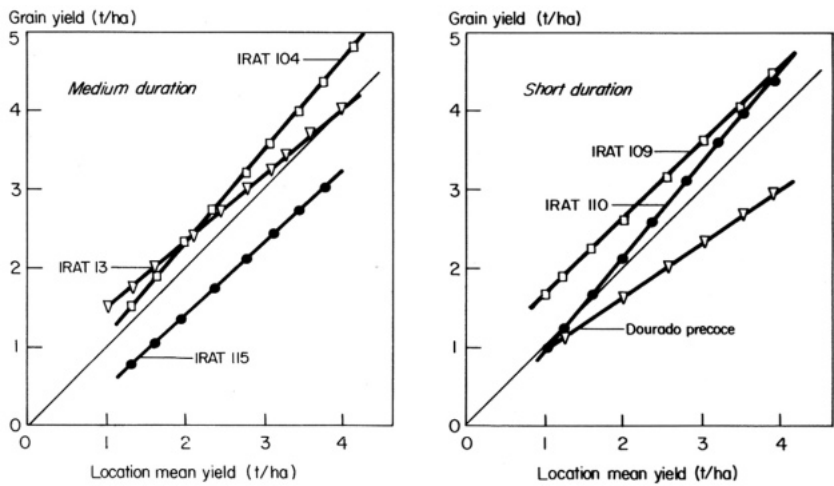 Grain yield (t/ha)
5
4
3
2
1
0
0 1 2 3 4
Location mean yield (t/ha)
Medium duration
IRAT 104
IRAT 13
IRAT 115
Grain yield (t/ha)
5
4
3
2
1
0
0 1 2 3 4
Location mean yield (t/ha)
Short duration
IRAT 109
IRAT 110
Dourado precoce